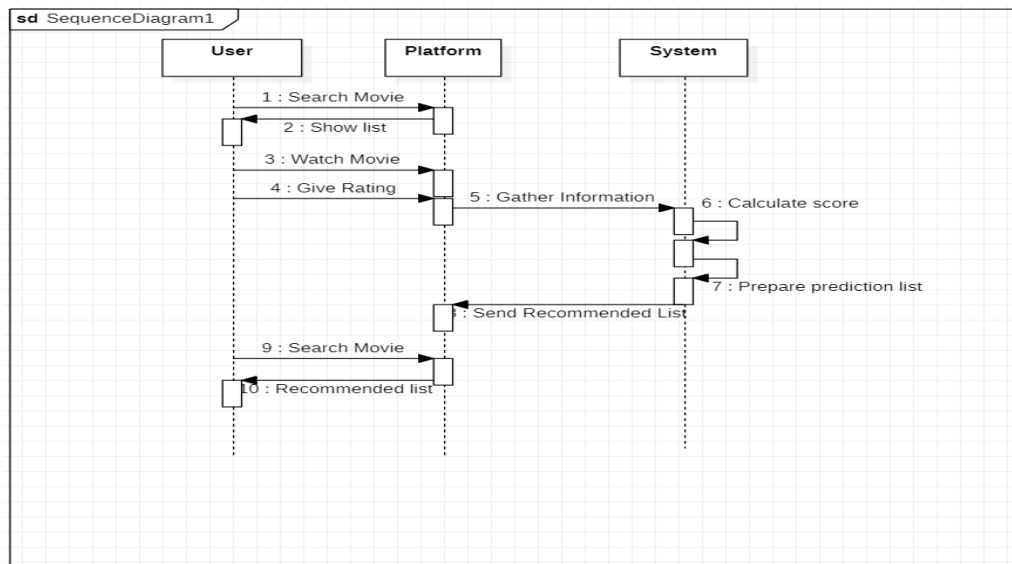 sd SequenceDiagram1
User
Platform
System
1 : Search Movie
2 : Show list
3 : Watch Movie
4 : Give Rating
5 : Gather Information
6 : Calculate score
7 : Prepare prediction list
8 : Send Recommended List
9 : Search Movie
10 : Recommended list